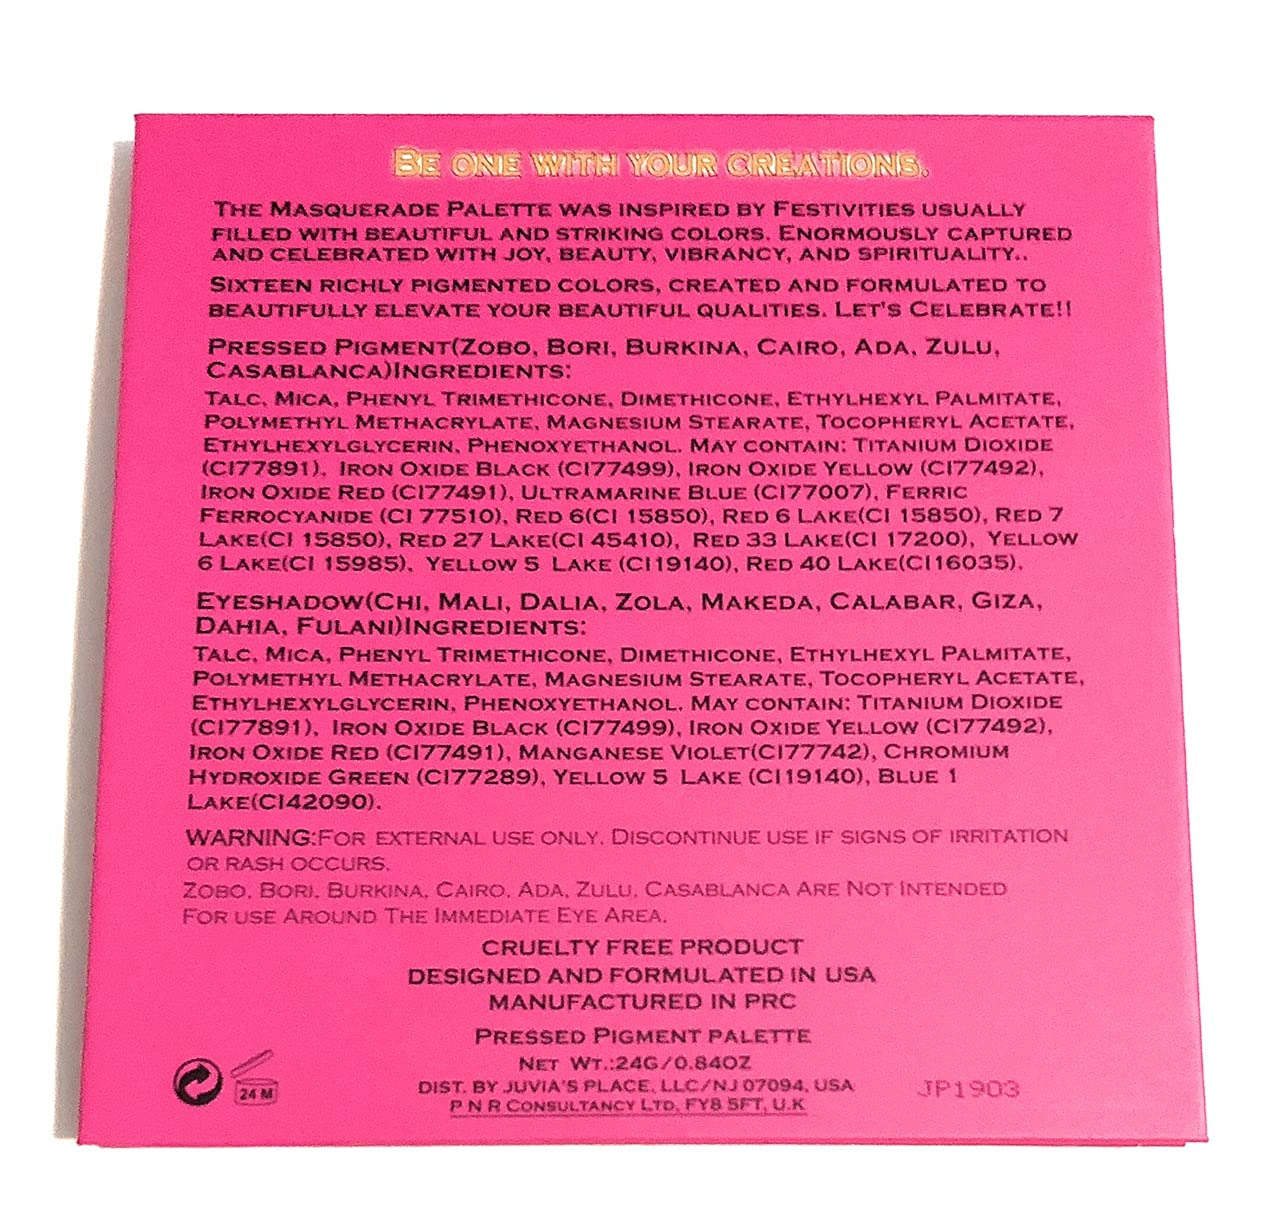 BE ONE WITH YOUR CREATIONS.
THE MASQUERADE PALETTE WAS INSPIRED BY FESTIVITIES USUALLY
FILLED WITH BEAUTIFUL AND STRIKING COLORS. ENORMOUSLY CAPTURED
AND CELEBRATED WITH JOY, BEAUTY, VIBRANCY, AND SPIRITUALITY..
SIXTEEN RICHLY PIGMENTED COLORS, CREATED AND FORMULATED TO
BEAUTIFULLY ELEVATE YOUR BEAUTIFUL QUALITIES. LET'S CELEBRATE!!
PRESSED PIGMENT(ZOBO, BORI, BURKINA, CAIRO, ADA, ZULU,
CASABLANCA)INGREDIENTS:
TALC, MICA, PHENYL TRIMETHICONE, DIMETHICONE, ETHYLHEXYL PALMITATE,
POLYMETHYL METHACRYLATE, MAGNESIUM STEARATE, TOCOPHERYL ACETATE,
ETHYLHEXYLGLYCERIN, PHENOXYETHANOL. MAY CONTAIN: TITANIUM DIOXIDE
(CI77891), IRON OXIDE BLACK (CI77499), IRON OXIDE YELLOW (CI77492),
IRON OXIDE RED (CI77491), ULTRAMARINE BLUE (CI77007), FERRIC
FERROCYANIDE (CI 77510), RED 6(CI 15850), RED 6 LAKE(CI 15850), RED 7
LAKE(CI 15850), RED 27 LAKE(CI 45410), RED 33 LAKE(CI 17200), YELLOW
6 LAKE(CI 15985). YELLOW 5 LAKE (CI19140), RED 40 LAKE(CI16035).
EYESHADOW(CHI, MALI, DALIA, ZOLA, MAKEDA, CALABAR, GIZA,
DAHIA, FULANI)INGREDIENTS:
TALC, MICA, PHENYL TRIMETHICONE, DIMETHICONE, ETHYLHEXYL PALMITATE,
POLYMETHYL METHACRYLATE, MAGNESIUM STEARATE, TOCOPHERYL ACETATE,
ETHYLHEXYLGLYCERIN, PHENOXYETHANOL. MAY CONTAIN: TITANIUM DIOXIDE
(CI77891), IRON OXIDE BLACK (CI77499), IRON OXIDE YELLOW (CI77492),
IRON OXIDE RED (CI77491), MANGANESE VIOLET(CI77742), CHROMIUM
HYDROXIDE GREEN (CI77289), YELLOW 5 LAKE (CI19140), BLUE 1
LAKE(CI42090).
WARNING:FOR EXTERNAL USE ONLY. DISCONTINUE USE IF SIGNS OF IRRITATION
OR RASH OCCURS.
ZOBO, BORI, BURKINA, CAIRO, ADA, ZULU, CASABLANCA ARE NOT INTENDED
FOR USE AROUND THE IMMEDIATE EYE AREA.
CRUELTY FREE PRODUCT
DESIGNED AND FORMULATED IN USA
MANUFACTURED IN PRC
PRESSED PIGMENT PALETTE
NET WT.:24G/0.84OZ
DIST. BY JUVIA'S PLACE, LLC/NJ 07094, USA
P N R CONSULTANCY LTD, FY8 5FT, U.K
24 M
JP1903